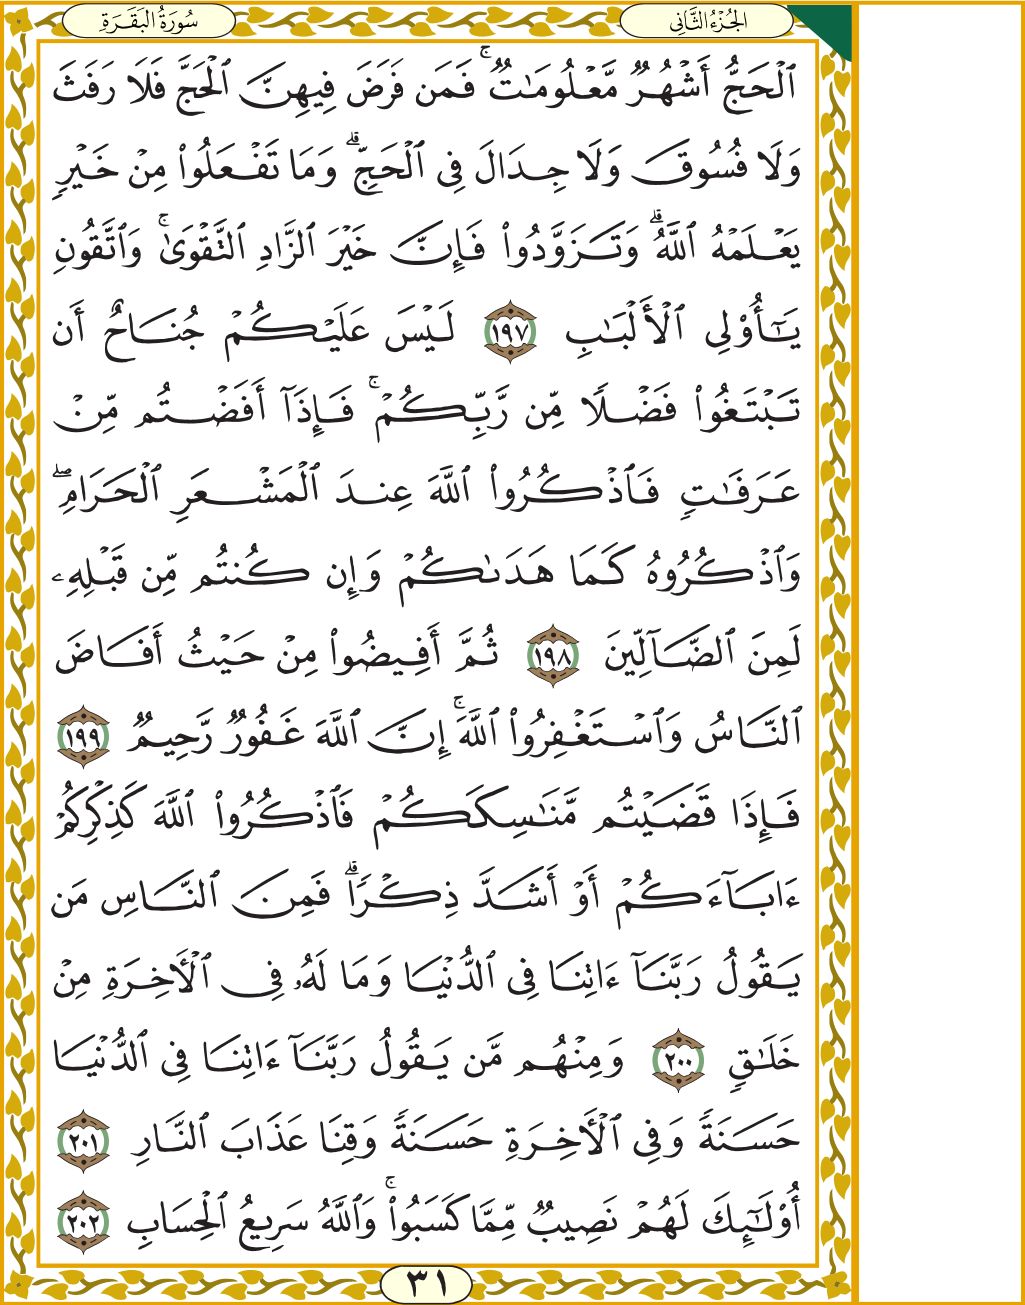 الجُزْءُ الثَّانِي
سُورَةُ البَقَرَةِ
ٱلْحَجُّ أَشْهُرٌ مَّعْلُومَٰتٌ ۚ فَمَن فَرَضَ فِيهِنَّ ٱلْحَجَّ فَلَا رَفَثَ
وَلَا فُسُوقَ وَلَا جِدَالَ فِى ٱلْحَجِّ ۗ وَمَا تَفْعَلُوا۟ مِنْ خَيْرٍ
يَعْلَمْهُ ٱللَّهُ ۗ وَتَزَوَّدُوا۟ فَإِنَّ خَيْرَ ٱلزَّادِ ٱلتَّقْوَىٰ ۚ وَٱتَّقُونِ
يَٰٓأُو۟لِى ٱلْأَلْبَٰبِ ١٩٧ لَيْسَ عَلَيْكُمْ جُنَاحٌ أَن
تَبْتَغُوا۟ فَضْلًا مِّن رَّبِّكُمْ ۚ فَإِذَآ أَفَضْتُم مِّنْ
عَرَفَٰتٍ فَٱذْكُرُوا۟ ٱللَّهَ عِندَ ٱلْمَشْعَرِ ٱلْحَرَامِ ۖ
وَٱذْكُرُوهُ كَمَا هَدَىٰكُمْ وَإِن كُنتُم مِّن قَبْلِهِۦ
لَمِنَ ٱلضَّآلِّينَ ١٩٨ ثُمَّ أَفِيضُوا۟ مِنْ حَيْثُ أَفَاضَ
ٱلنَّاسُ وَٱسْتَغْفِرُوا۟ ٱللَّهَ ۚ إِنَّ ٱللَّهَ غَفُورٌ رَّحِيمٌ ١٩٩
فَإِذَا قَضَيْتُم مَّنَٰسِكَكُمْ فَٱذْكُرُوا۟ ٱللَّهَ كَذِكْرِكُمْ
ءَابَآءَكُمْ أَوْ أَشَدَّ ذِكْرًا ۗ فَمِنَ ٱلنَّاسِ مَن
يَقُولُ رَبَّنَآ ءَاتِنَا فِى ٱلدُّنْيَا وَمَا لَهُۥ فِى ٱلْأَخِرَةِ مِنْ
خَلَٰقٍ ٢٠٠ وَمِنْهُم مَّن يَقُولُ رَبَّنَآ ءَاتِنَا فِى ٱلدُّنْيَا
حَسَنَةً وَفِى ٱلْأَخِرَةِ حَسَنَةً وَقِنَا عَذَابَ ٱلنَّارِ ٢٠١
أُو۟لَٰٓئِكَ لَهُمْ نَصِيبٌ مِّمَّا كَسَبُوا۟ ۚ وَٱللَّهُ سَرِيعُ ٱلْحِسَابِ ٢٠٢
٣١